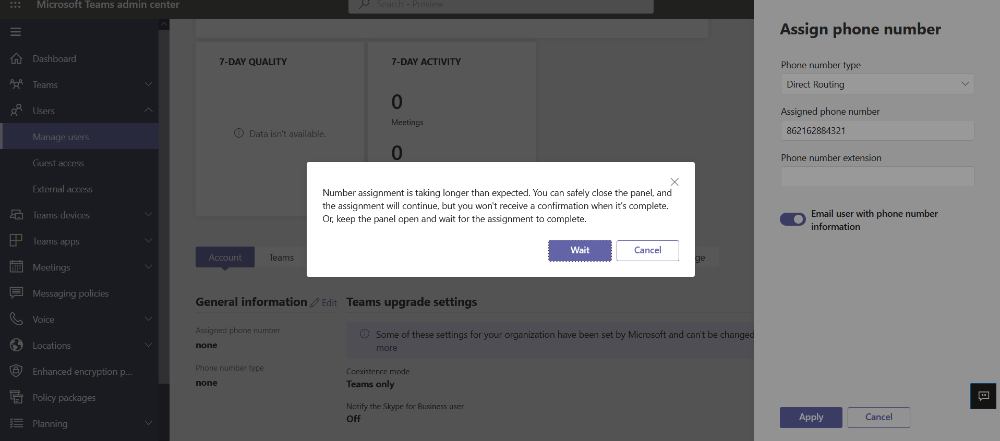 Microsoft Teams admin center
Search - Preview
Dashboard
Teams
Users
Manage users
Guest access
External access
Teams devices
Teams apps
Meetings
Messaging policies
Voice
Locations
Enhanced encryption p...
Policy packages
Planning
7-DAY QUALITY
Data isn't available.
7-DAY ACTIVITY
0
Meetings
0
Number assignment is taking longer than expected. You can safely close the panel, and
the assignment will continue, but you won't receive a confirmation when it's complete.
Or, keep the panel open and wait for the assignment to complete.
Wait
Cancel
Account
Teams
ge
General information
Edit
Assigned phone number
none
Phone number type
none
Teams upgrade settings
Some of these settings for your organization have been set by Microsoft and can't be changed
more
Coexistence mode
Teams only
Notify the Skype for Business user
Off
Assign phone number
Phone number type
Direct Routing
Assigned phone number
862162884321
Phone number extension
Email user with phone number
information
Apply
Cancel